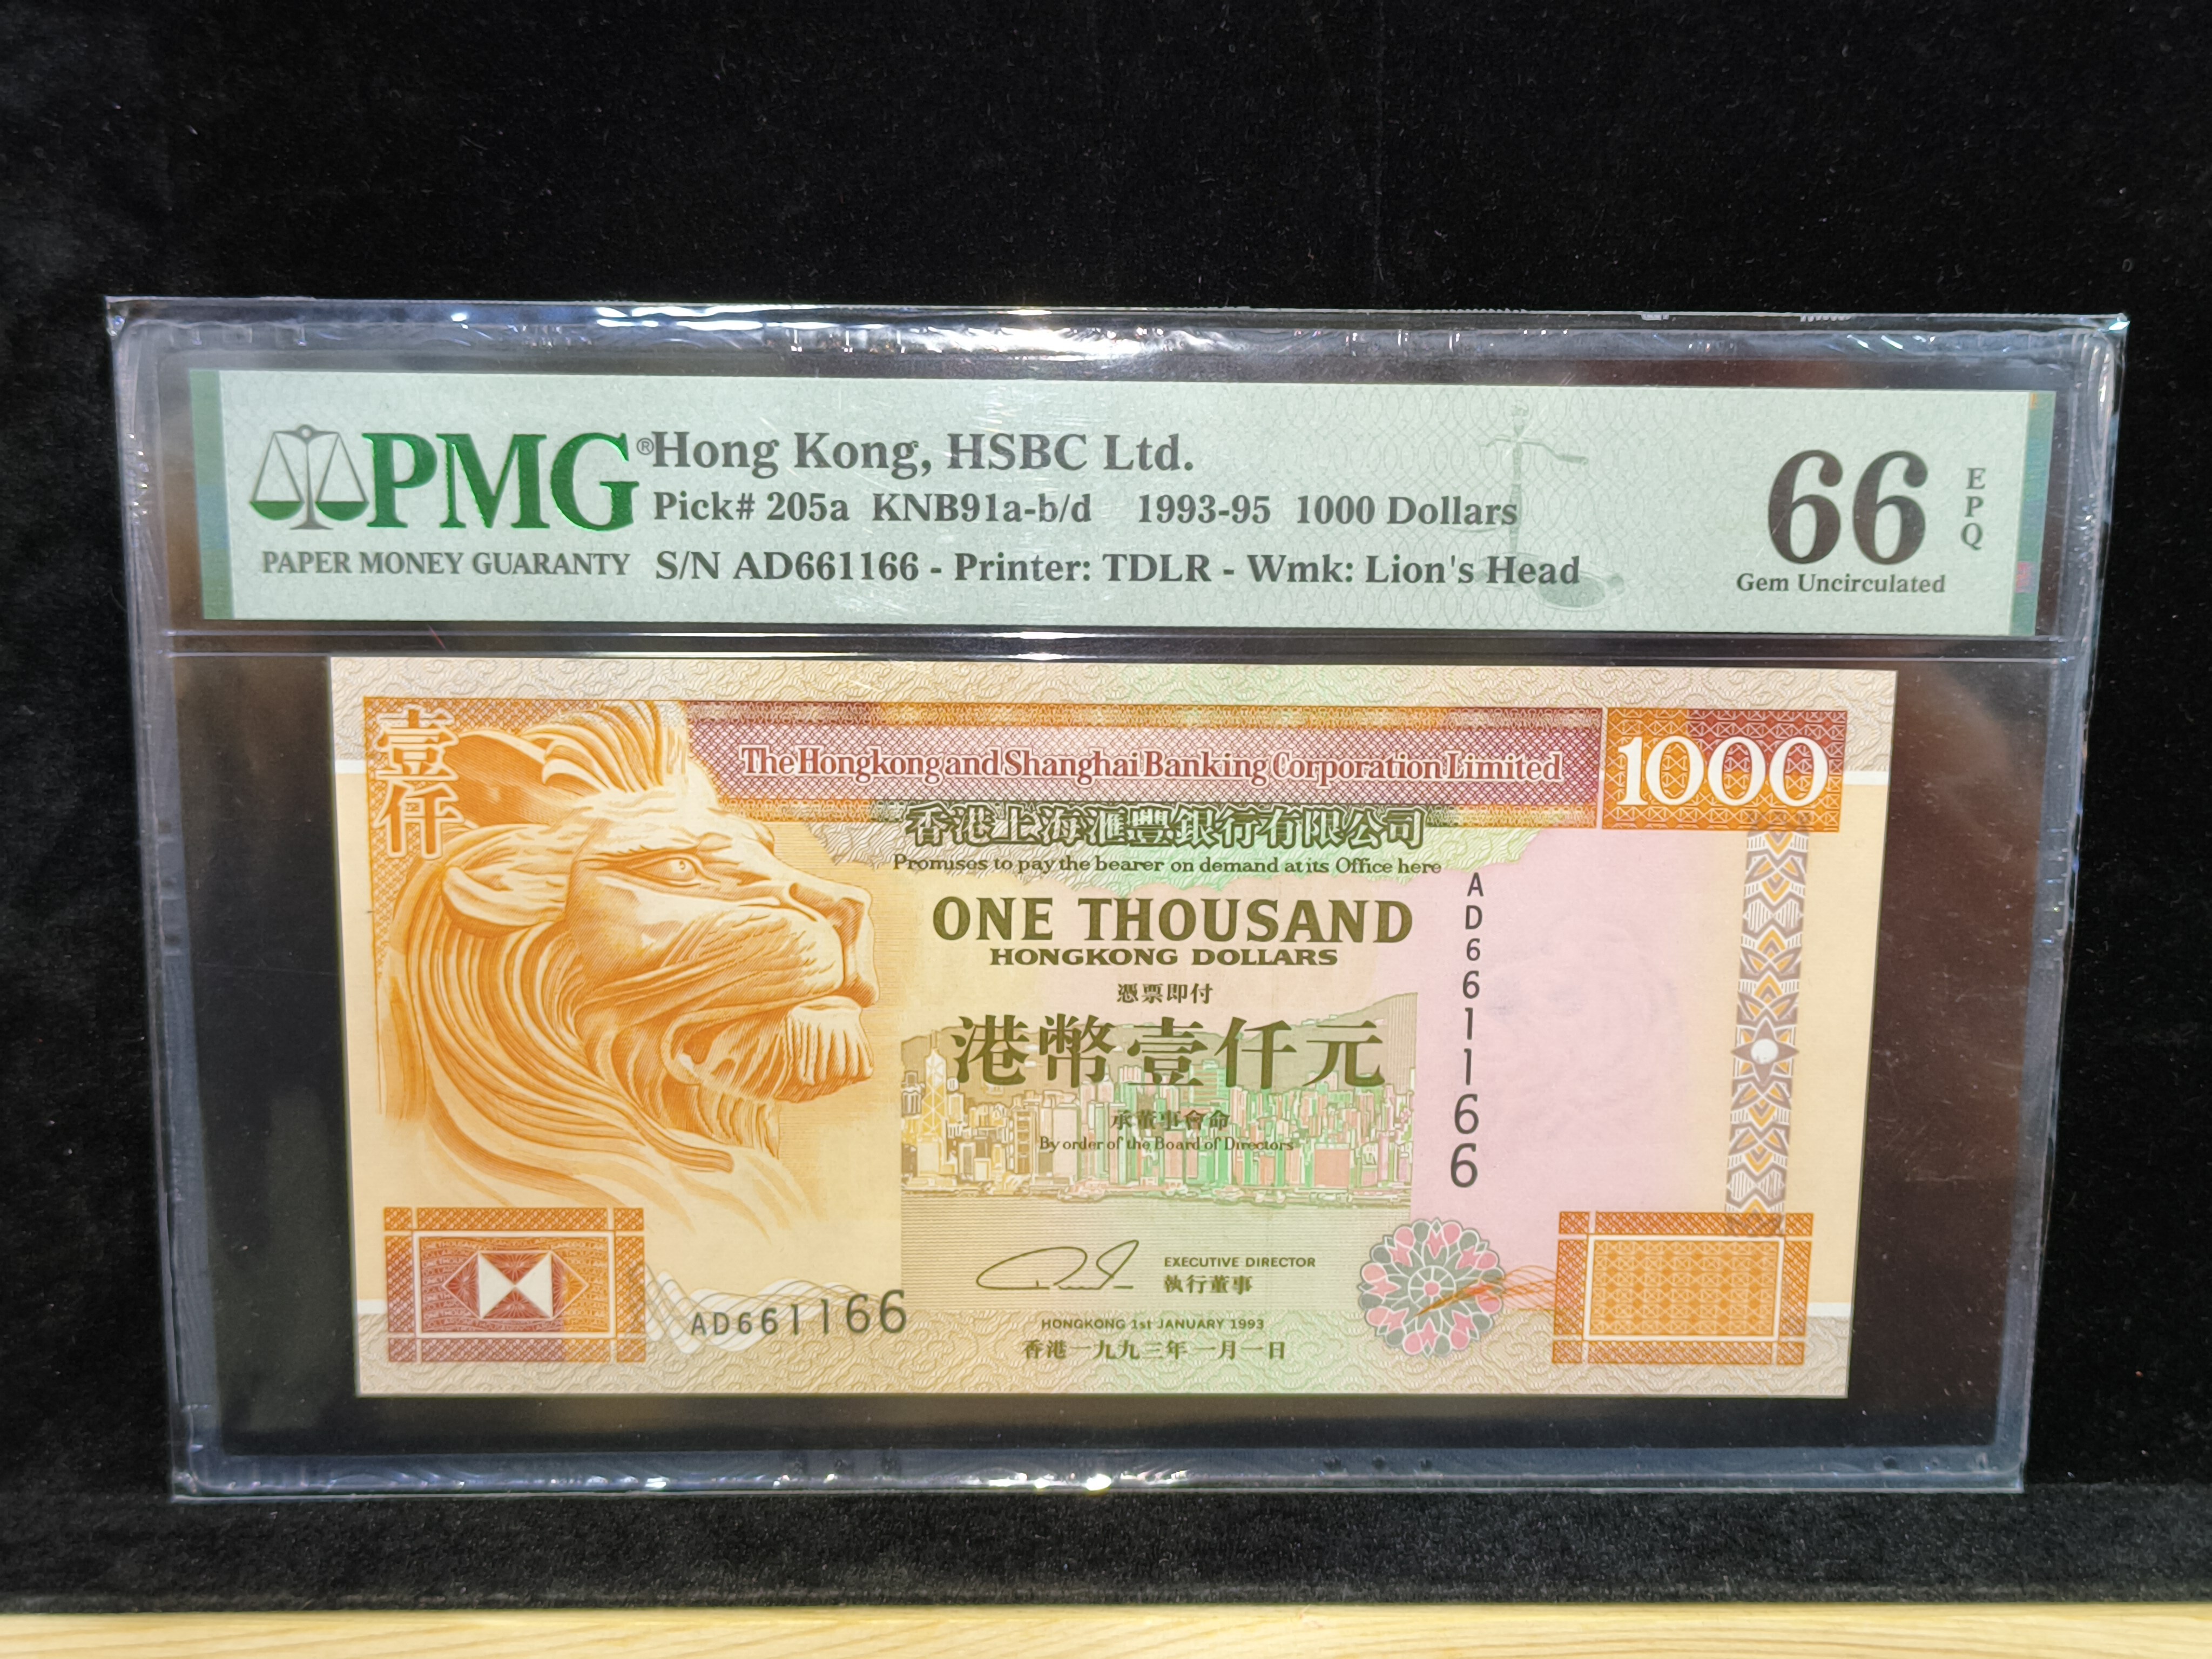 PMG®
PAPER MONEY GUARANTY
Hong Kong, HSBC Ltd.
Pick# 205a KNB91a-b/d 1993-95 1000 Dollars
S/N AD661166 - Printer: TDLR - Wmk: Lion's Head
66
EPQ
Gem Uncirculated
壹仟
The Hongkong and Shanghai Banking Corporation Limited
1000
香港上海滙豐銀行有限公司
Promises to pay the bearer on demand at its Office here
ONE THOUSAND
HONGKONG DOLLARS
憑票即付
港幣壹仟元
承董事會命
By order of the Board of Directors
AD661166
EXECUTIVE DIRECTOR
執行董事
AD661166
HONGKONG 1st JANUARY 1993
香港一九九三年一月一日